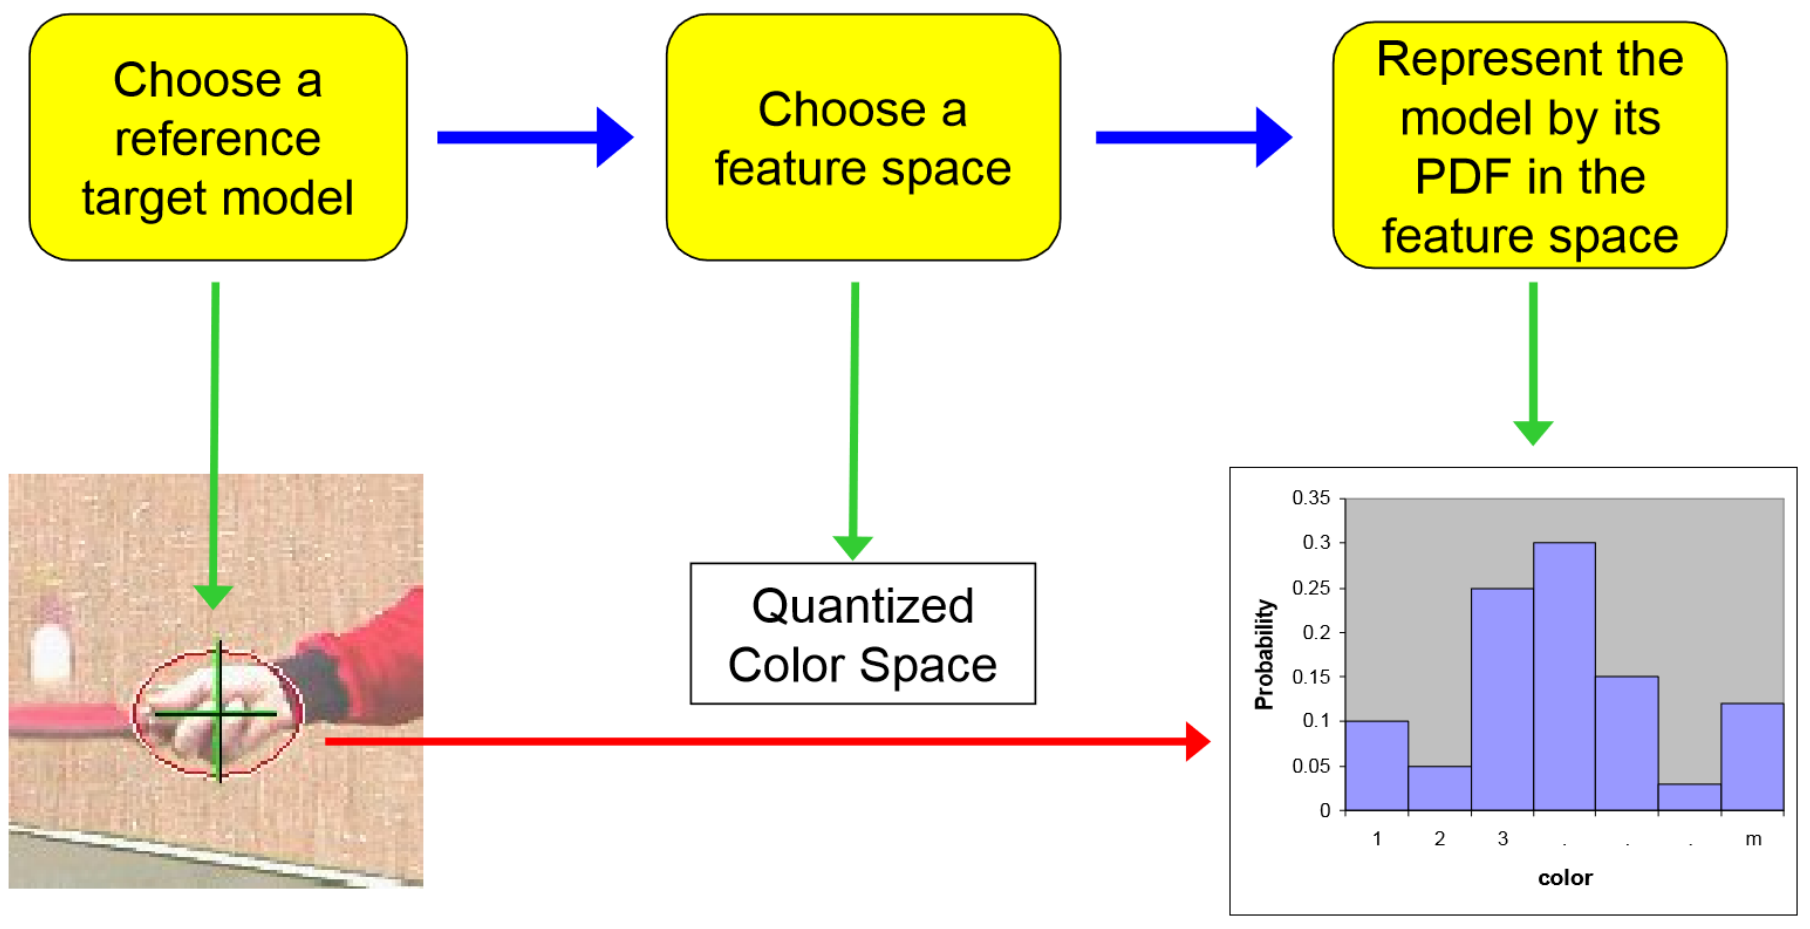 Choose a
reference
target model
Choose a
feature space
Represent the
model by its
PDF in the
feature space
Quantized
Color Space
0.35
0.3
0.25
0.2
0.15
0.1
0.05
0
Probability
1 2 3 . . . m
color